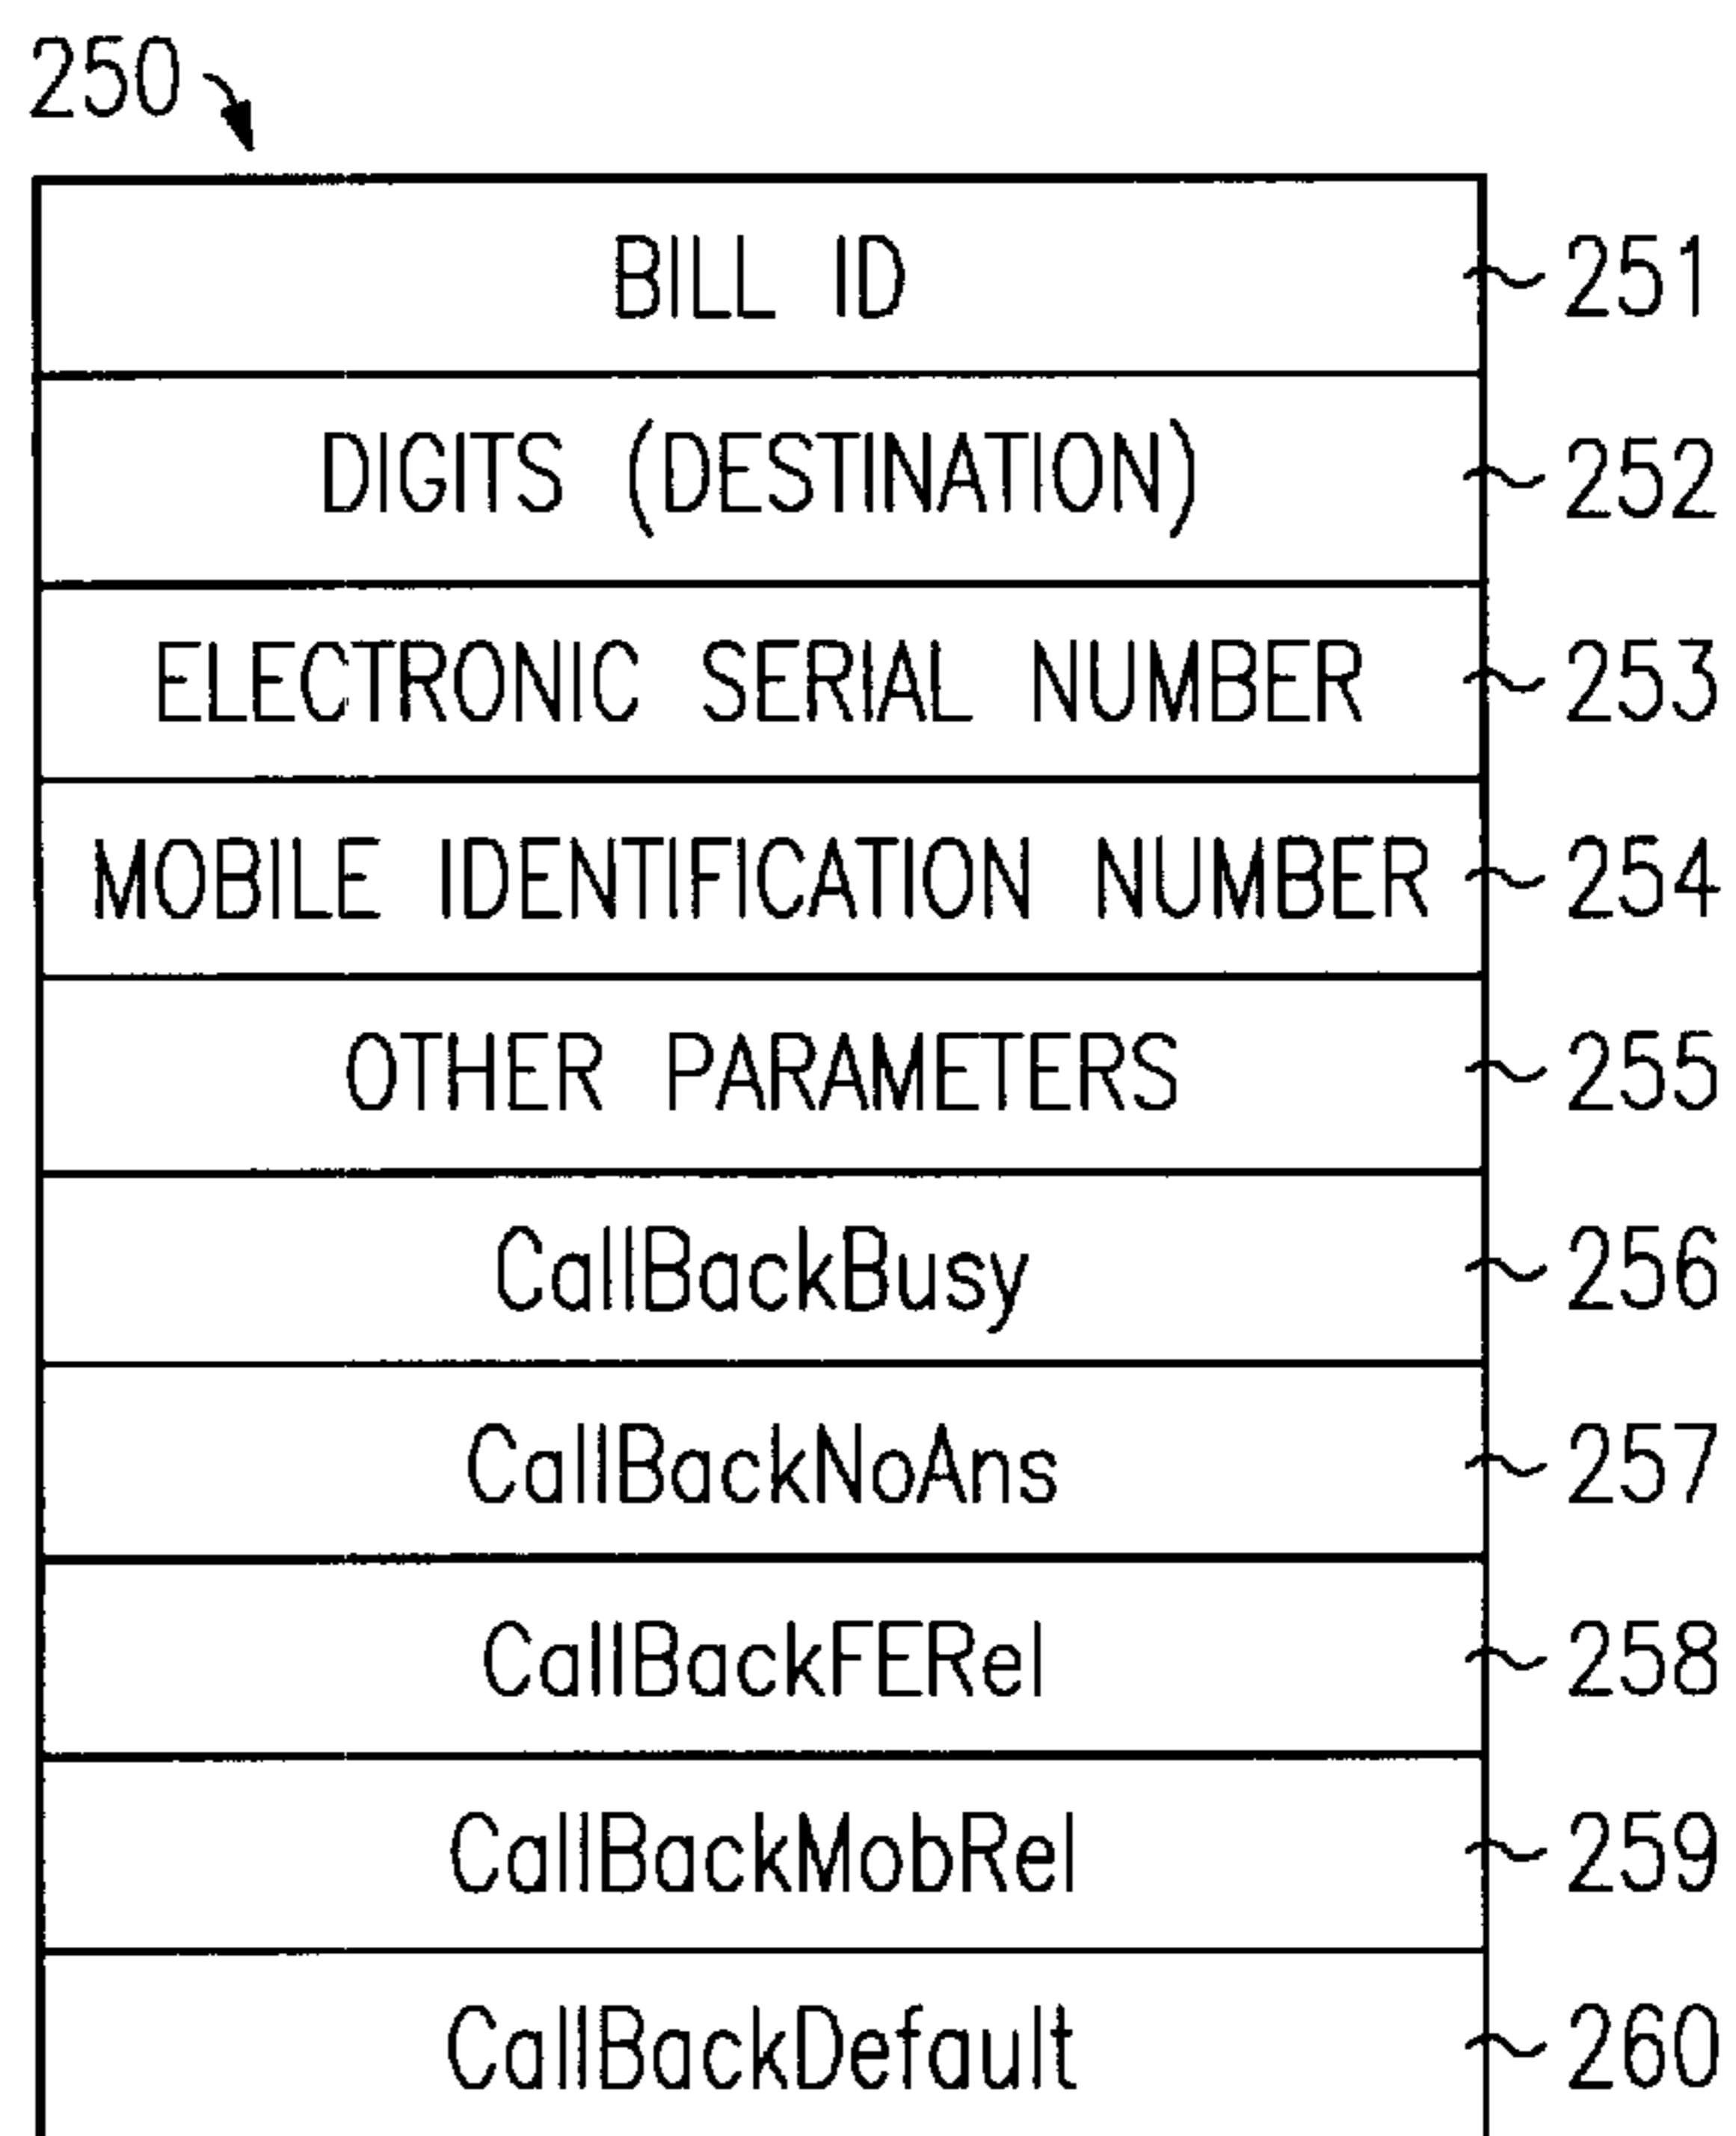 250
BILL ID 251
DIGITS (DESTINATION) 252
ELECTRONIC SERIAL NUMBER 253
MOBILE IDENTIFICATION NUMBER 254
OTHER PARAMETERS 255
CallBackBusy 256
CallBackNoAns 257
CallBackFERel 258
CallBackMobRel 259
CallBackDefault 260